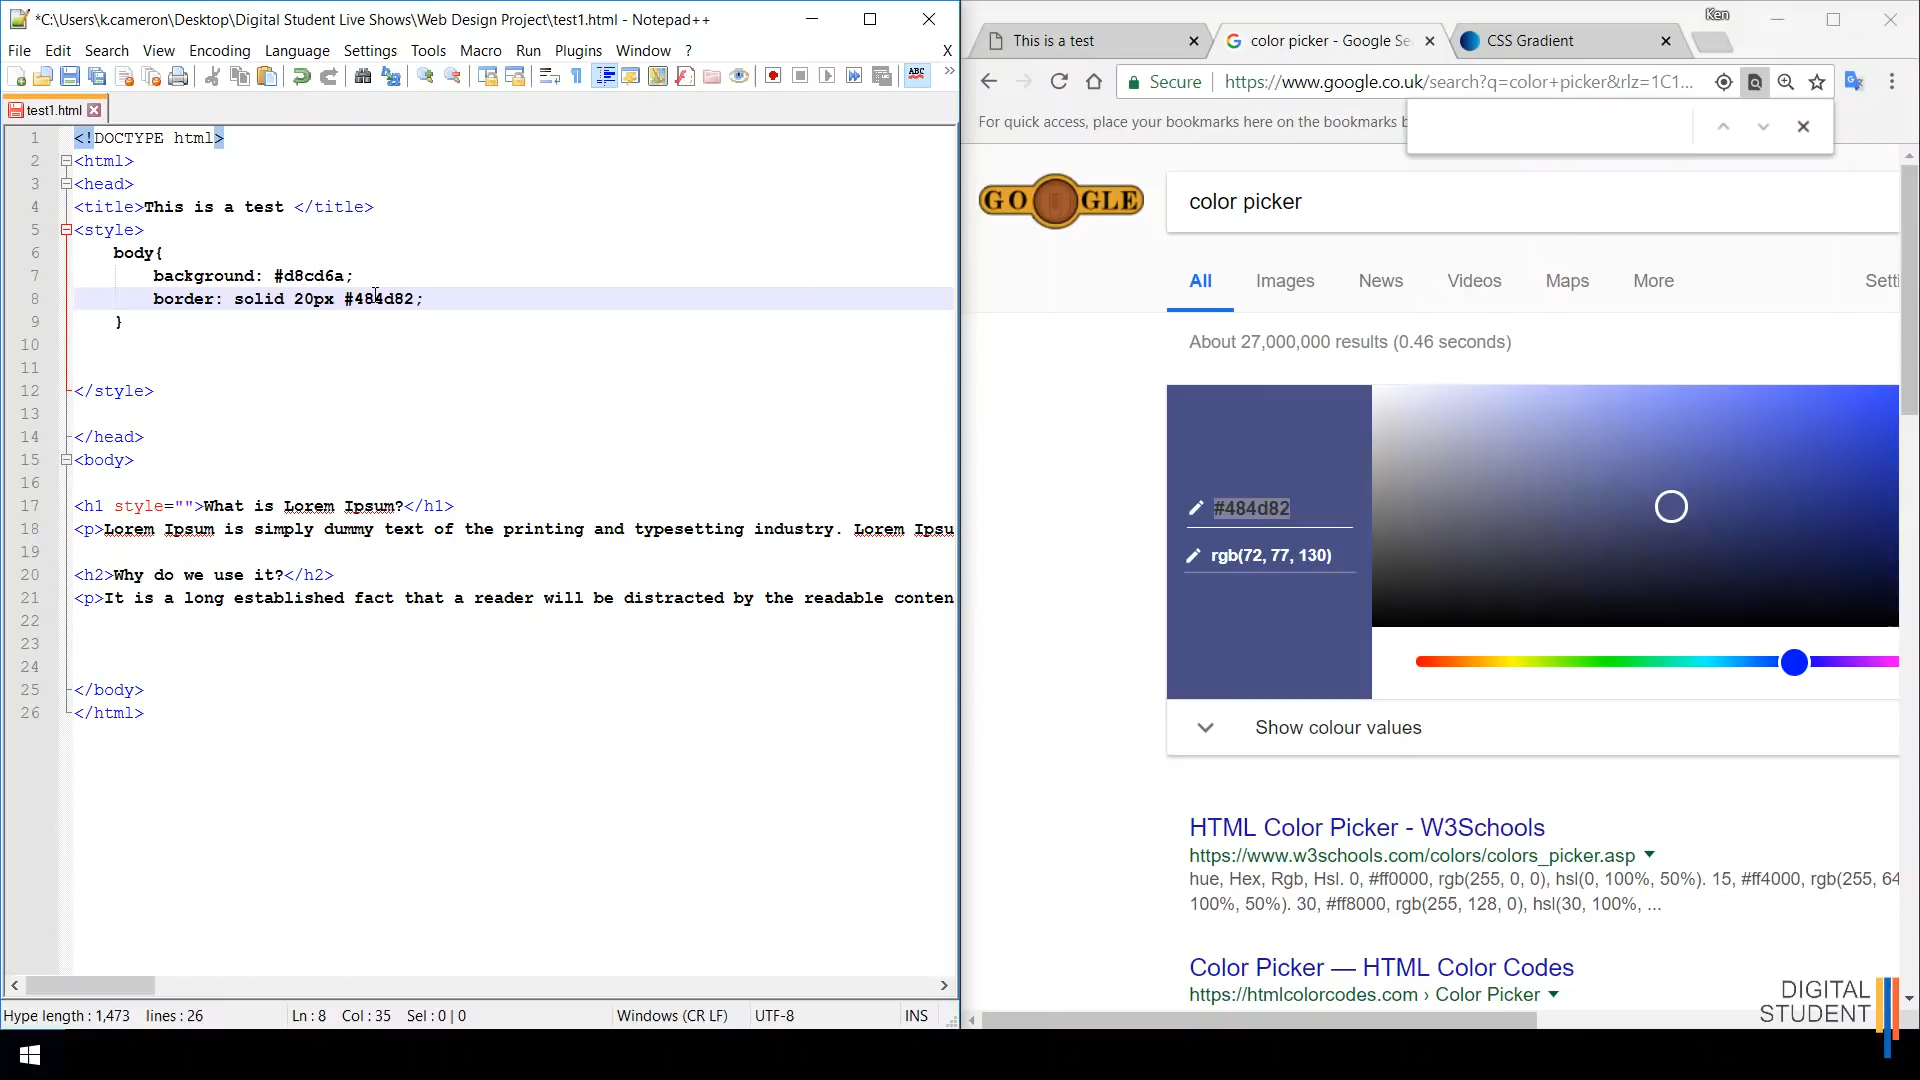 *C:\Users\k.cameron\Desktop\Digital Student Live Shows\Web Design Project\test1.html - Notepad++
File Edit Search View Encoding Language Settings Tools Macro Run Plugins Window ? X
ABC
test1.html
1 <!DOCTYPE html>
2 <html>
3 <head>
4 <title>This is a test </title>
5 <style>
6 body{
7 background: #d8cd6a;
8 border: solid 20px #484d82;
9 }
10
11
12 </style>
13
14 </head>
15 <body>
16
17 <h1 style="">What is Lorem Ipsum?</h1>
18 <p>Lorem Ipsum is simply dummy text of the printing and typesetting industry. Lorem Ipsu
19
20 <h2>Why do we use it?</h2>
21 <p>It is a long established fact that a reader will be distracted by the readable conten
22
23
24
25 </body>
26 </html>
Hype length : 1,473 lines : 26 Ln : 8 Col : 35 Sel : 0 | 0 Windows (CR LF) UTF-8 INS
Ken
This is a test
color picker - Google Se
CSS Gradient
Secure https://www.google.co.uk/search?q=color+picker&rlz=1C1...
For quick access, place your bookmarks here on the bookmarks b
GOOGLE
color picker
All Images News Videos Maps More Setti
About 27,000,000 results (0.46 seconds)
#484d82
rgb(72, 77, 130)
Show colour values
HTML Color Picker - W3Schools
https://www.w3schools.com/colors/colors_picker.asp
hue, Hex, Rgb, Hsl. 0, #ff0000, rgb(255, 0, 0), hsl(0, 100%, 50%). 15, #ff4000, rgb(255, 64
100%, 50%). 30, #ff8000, rgb(255, 128, 0), hsl(30, 100%, ...
Color Picker — HTML Color Codes
https://htmlcolorcodes.com › Color Picker
DIGITAL
STUDENT